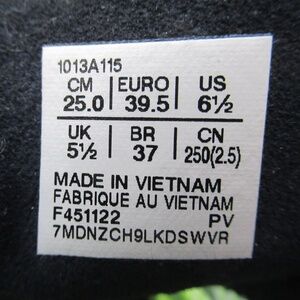 1013A115
CM EURO US
25.0 39.5 6½
UK BR CN
5½ 37 250(2.5)
MADE IN VIETNAM
FABRIQUE AU VIETNAM
F451122 PV
7MDNZCH9LKDSWVR